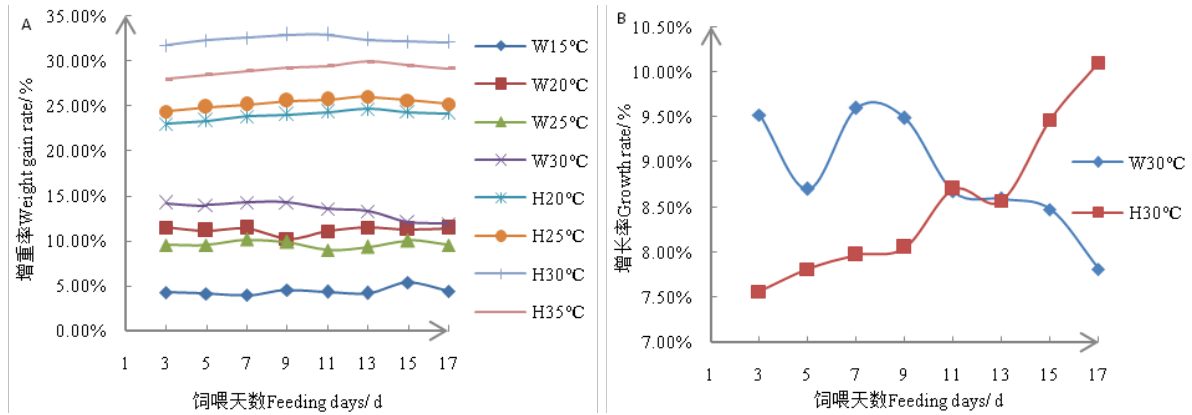 A
增重率Weight gain rate/ %
35.00%
30.00%
25.00%
20.00%
15.00%
10.00%
5.00%
0.00%
1 3 5 7 9 11 13 15 17
饲喂天数Feeding days/ d
W15℃
W20℃
W25℃
W30℃
H20℃
H25℃
H30℃
H35℃
B
增长率Growth rate/ %
10.50%
10.00%
9.50%
9.00%
8.50%
8.00%
7.50%
7.00%
1 3 5 7 9 11 13 15 17
饲喂天数Feeding days/ d
W30℃
H30℃